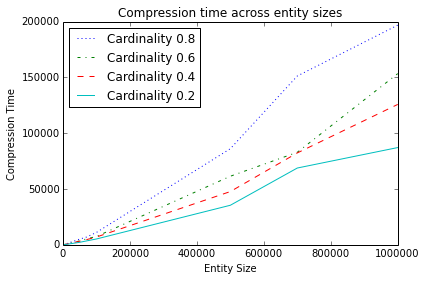 Compression time across entity sizes
200000
150000
100000
50000
0
Compression Time
Cardinality 0.8
Cardinality 0.6
Cardinality 0.4
Cardinality 0.2
0 200000 400000 600000 800000 1000000
Entity Size